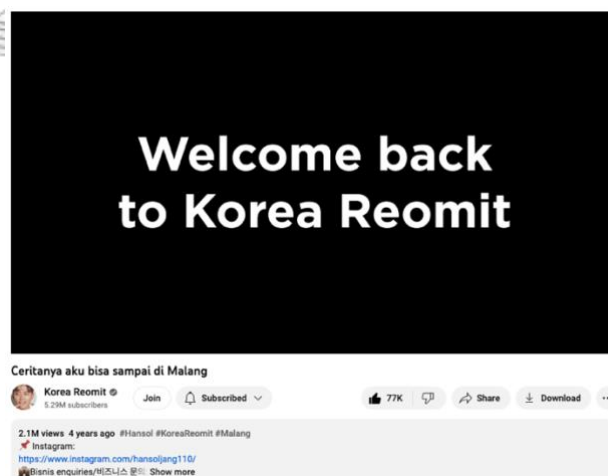 Welcome back
to Korea Reomit
Ceritanya aku bisa sampai di Malang
Korea Reomit
5.29M subscribers
Join
Subscribed
77K
Share
Download
2.1M views 4 years ago #Hansol #KoreaReomit #Malang
Instagram:
https://www.instagram.com/hansoljang110/
Bisnis enquiries/비즈니스 문의 Show more